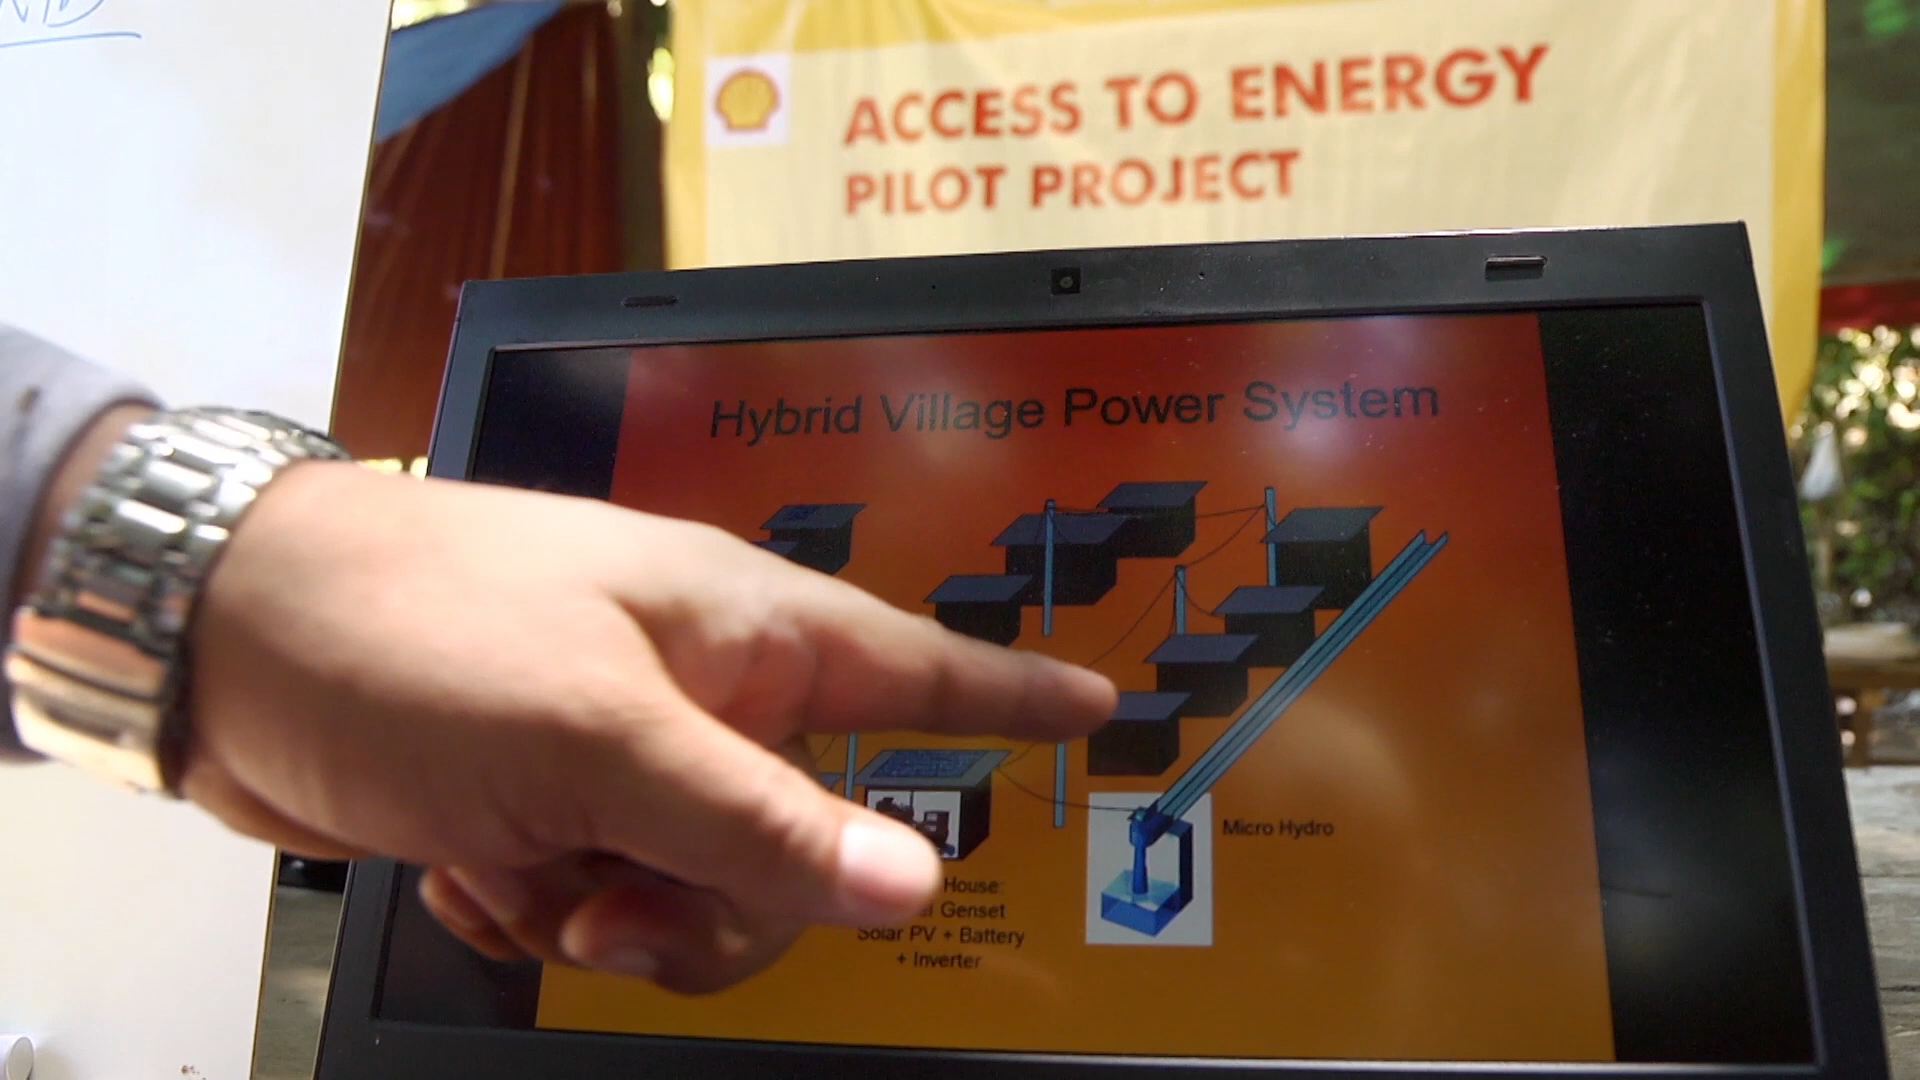 ACCESS TO ENERGY
PILOT PROJECT
Hybrid Village Power System
Micro Hydro
House:
Genset
Solar PV + Battery
+ Inverter